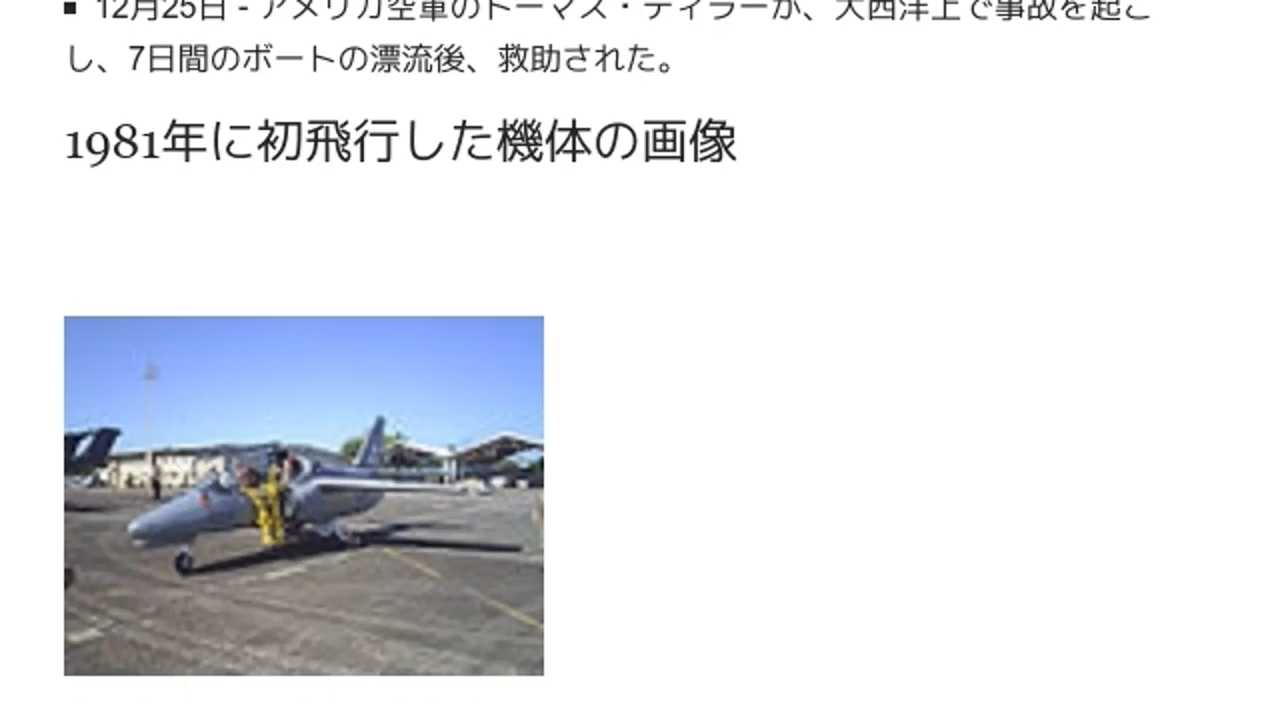 12月25日 - アメリカ空軍のトーマス・ティラーが、大西洋上で事故を起こ
し、7日間のボートの漂流後、救助された。
1981年に初飛行した機体の画像